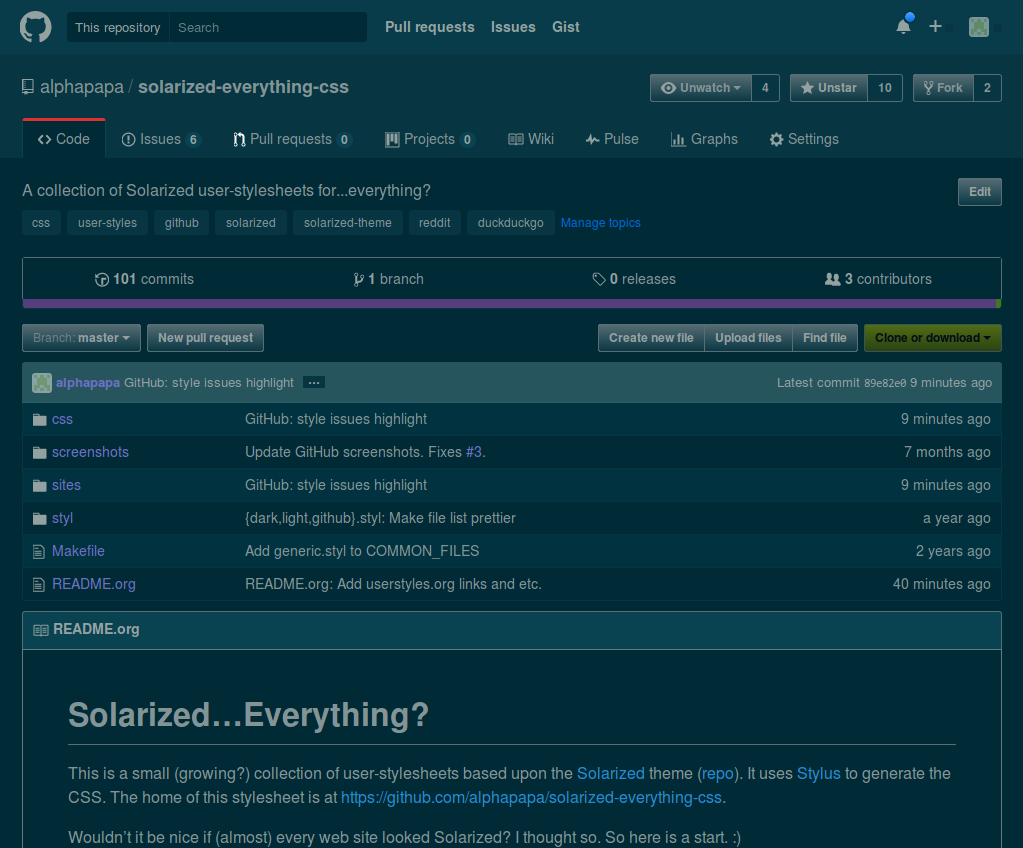 This repository Search Pull requests Issues Gist
alphapapa / solarized-everything-css Unwatch 4 Unstar 10 Fork 2
Code Issues 6 Pull requests 0 Projects 0 Wiki Pulse Graphs Settings
A collection of Solarized user-stylesheets for...everything? Edit
css user-styles github solarized solarized-theme reddit duckduckgo Manage topics
101 commits 1 branch 0 releases 3 contributors
Branch: master New pull request Create new file Upload files Find file Clone or download
alphapapa GitHub: style issues highlight ... Latest commit 89e82e0 9 minutes ago
css GitHub: style issues highlight 9 minutes ago
screenshots Update GitHub screenshots. Fixes #3. 7 months ago
sites GitHub: style issues highlight 9 minutes ago
styl {dark,light,github}.styl: Make file list prettier a year ago
Makefile Add generic.styl to COMMON_FILES 2 years ago
README.org README.org: Add userstyles.org links and etc. 40 minutes ago
README.org
Solarized…Everything?
This is a small (growing?) collection of user-stylesheets based upon the Solarized theme (repo). It uses Stylus to generate the
CSS. The home of this stylesheet is at https://github.com/alphapapa/solarized-everything-css.
Wouldn’t it be nice if (almost) every web site looked Solarized? I thought so. So here is a start. :)